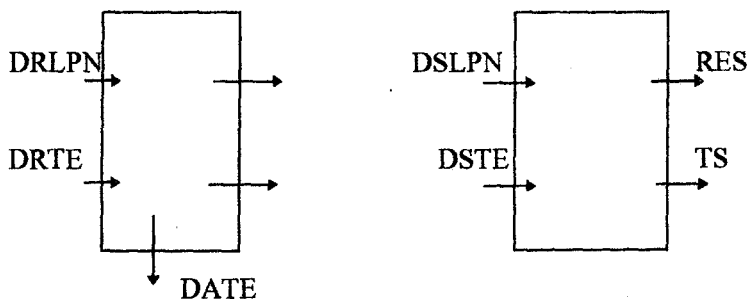 DRLPN
DRTE
DATE
DSLPN
DSTE
RES
TS